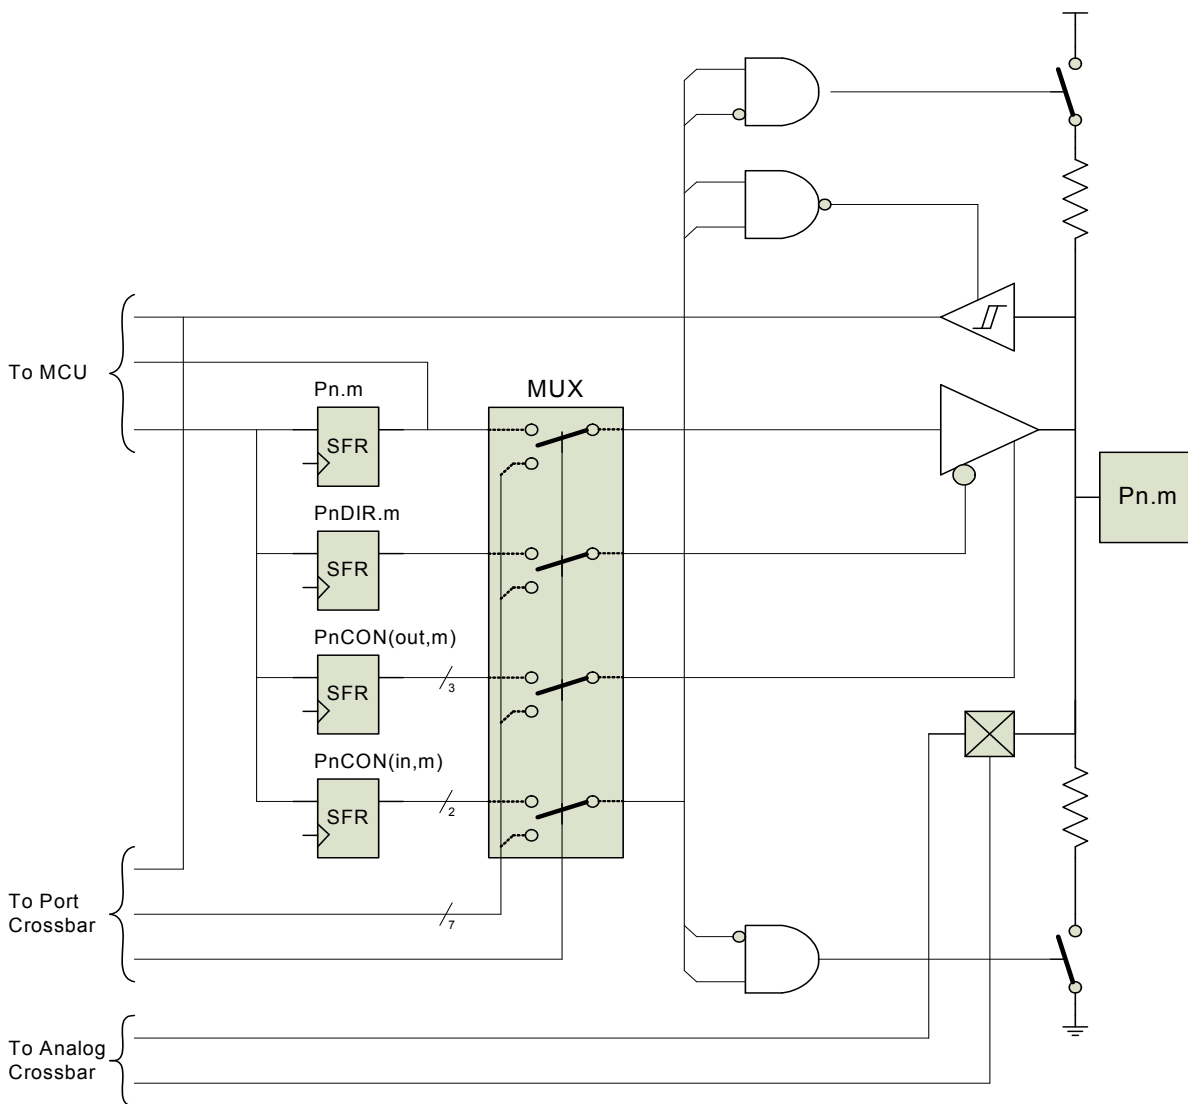 To MCU
Pn.m
MUX
SFR
PnDIR.m
SFR
Pn.m
PnCON(out,m)
SFR
3
PnCON(in,m)
SFR
2
To Port
Crossbar
7
To Analog
Crossbar